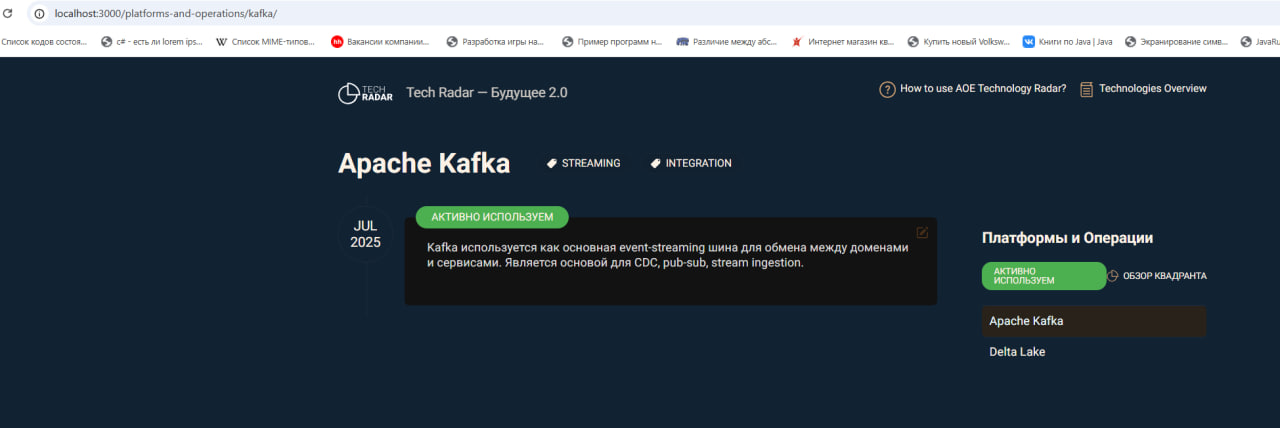 localhost:3000/platforms-and-operations/kafka/
Список кодов состоя...
c# - есть ли lorem ips...
Список MIME-типов...
Вакансии компании...
Разработка игры на...
Пример программ н...
Различие между абс...
Интернет магазин кв...
Купить новый Volksw...
Книги по Java | Java
Экранирование симв...
JavaRu
TECH
RADAR
Tech Radar — Будущее 2.0
How to use AOE Technology Radar?
Technologies Overview
Apache Kafka
STREAMING
INTEGRATION
JUL
2025
АКТИВНО ИСПОЛЬЗУЕМ
Kafka используется как основная event-streaming шина для обмена между доменами
и сервисами. Является основой для CDC, pub-sub, stream ingestion.
Платформы и Операции
АКТИВНО
ИСПОЛЬЗУЕМ
ОБЗОР КВАДРАНТА
Apache Kafka
Delta Lake